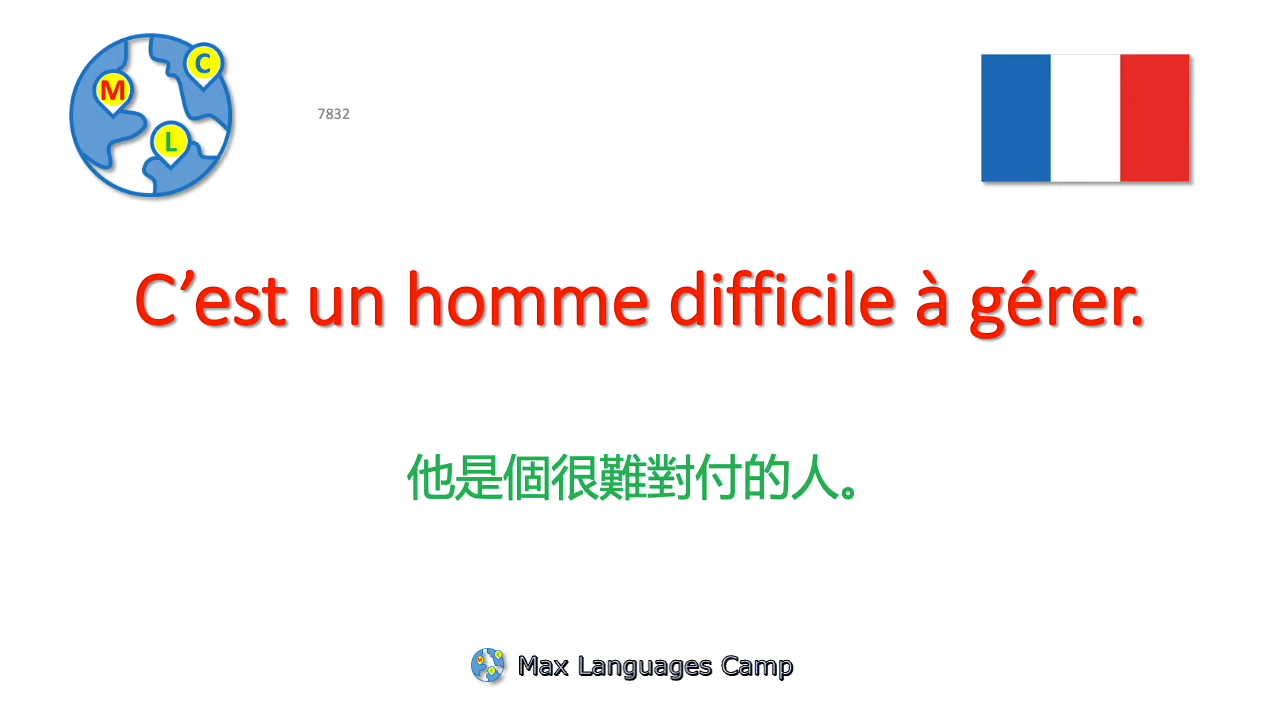 C
M
L
7832
C’est un homme difficile à gérer.
他是個很難對付的人。
Max Languages Camp